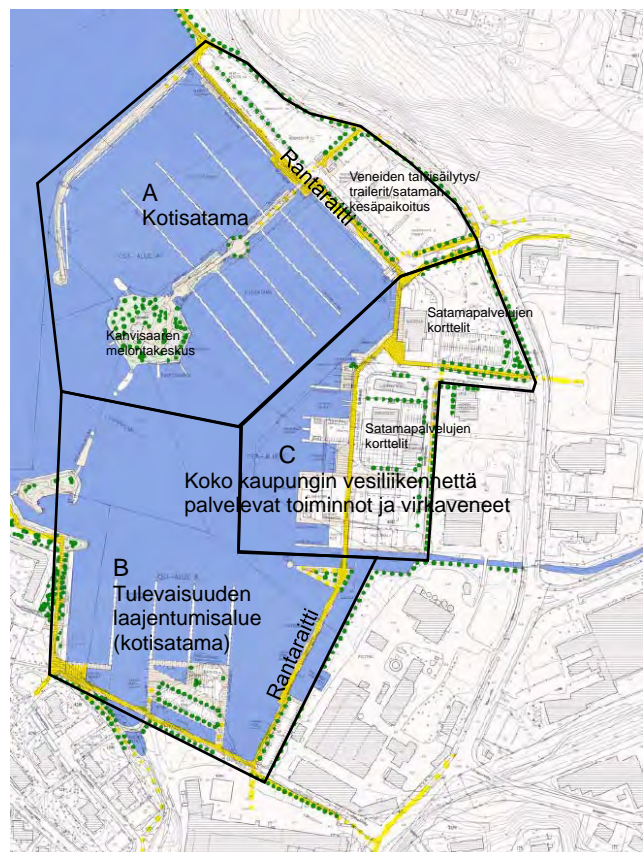 A
Kotisatama
Rantaraitti
Veneiden talvisäilytys/
trailerit/sataman
kesäpaikoitus
Kahvisaaren
melontakeskus
Satamapalvelujen
korttelit
Satamapalvelujen
korttelit
C
Koko kaupungin vesiliikennettä
palvelevat toiminnot ja virkaveneet
B
Tulevaisuuden
laajentumisalue
(kotisatama)
Rantaraitti